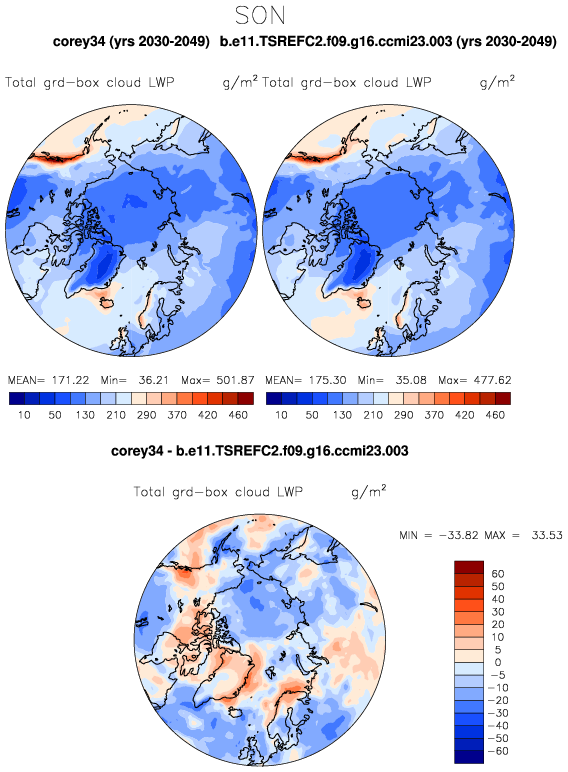 SON
corey34 (yrs 2030-2049) b.e11.TSREFC2.f09.g16.ccmi23.003 (yrs 2030-2049)
Total grd-box cloud LWP g/m² Total grd-box cloud LWP g/m²
MEAN= 171.22 Min= 36.21 Max= 501.87 MEAN= 175.30 Min= 35.08 Max= 477.62
10 50 130 210 290 370 420 460 10 50 130 210 290 370 420 460
corey34 - b.e11.TSREFC2.f09.g16.ccmi23.003
Total grd-box cloud LWP g/m²
MIN = -33.82 MAX = 33.53
60
50
40
30
20
10
5
0
-5
-10
-20
-30
-40
-50
-60